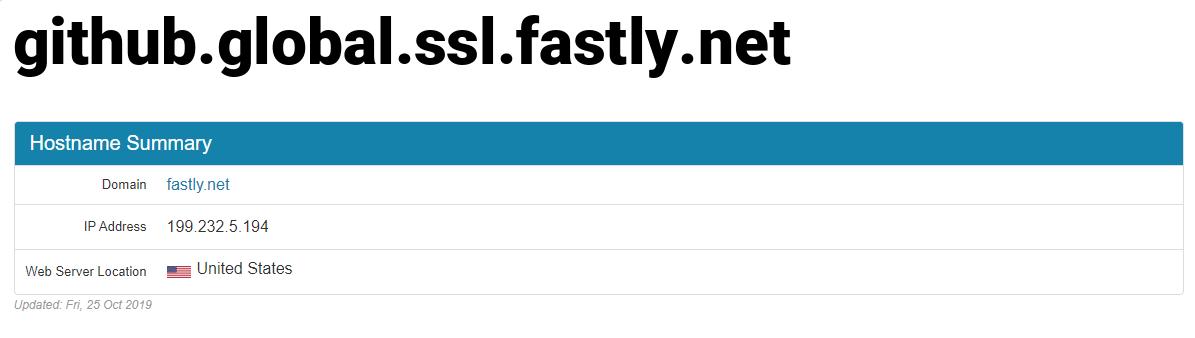 github.global.ssl.fastly.net
Hostname Summary
Domain fastly.net
IP Address 199.232.5.194
Web Server Location United States
Updated: Fri, 25 Oct 2019